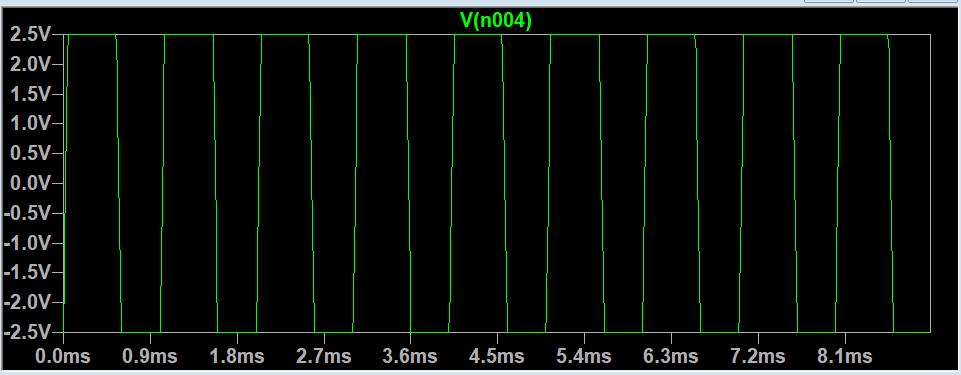 V(n004)
2.5V
2.0V
1.5V
1.0V
0.5V
0.0V
-0.5V
-1.0V
-1.5V
-2.0V
-2.5V
0.0ms 0.9ms 1.8ms 2.7ms 3.6ms 4.5ms 5.4ms 6.3ms 7.2ms 8.1ms